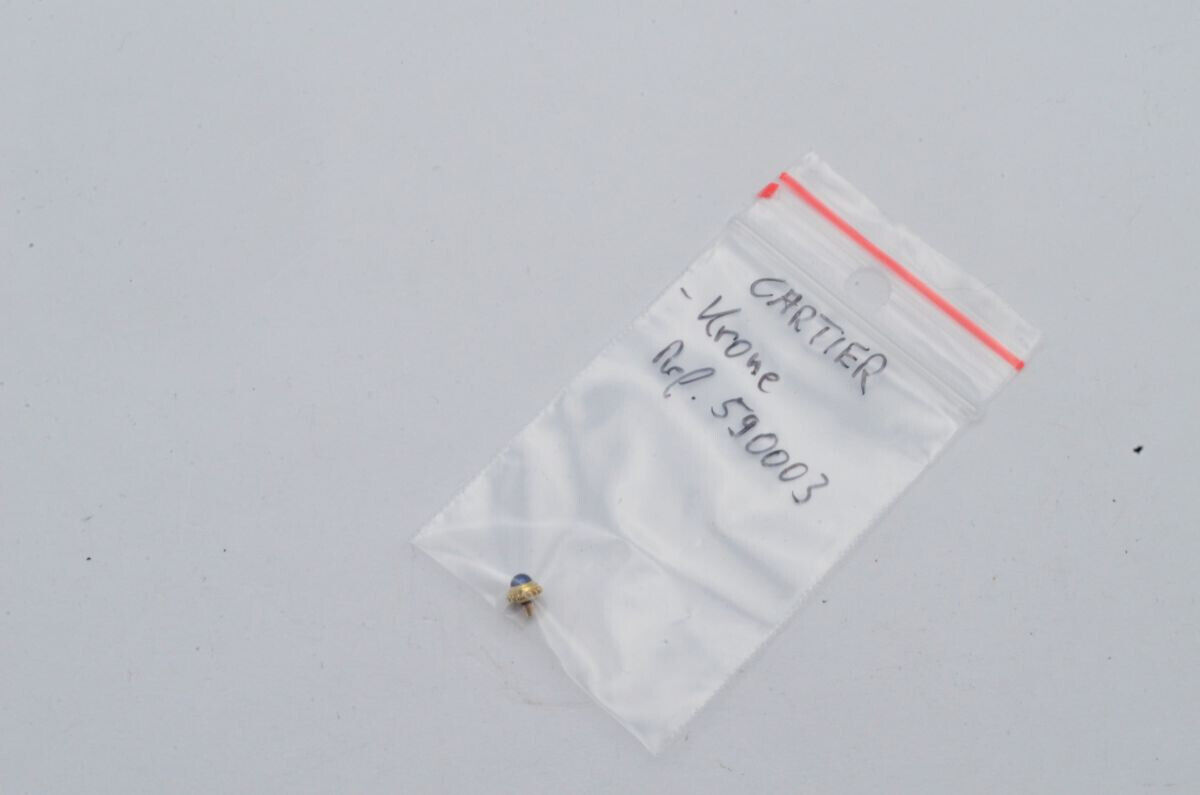 CARTIER
- Krone
Ref. 590003